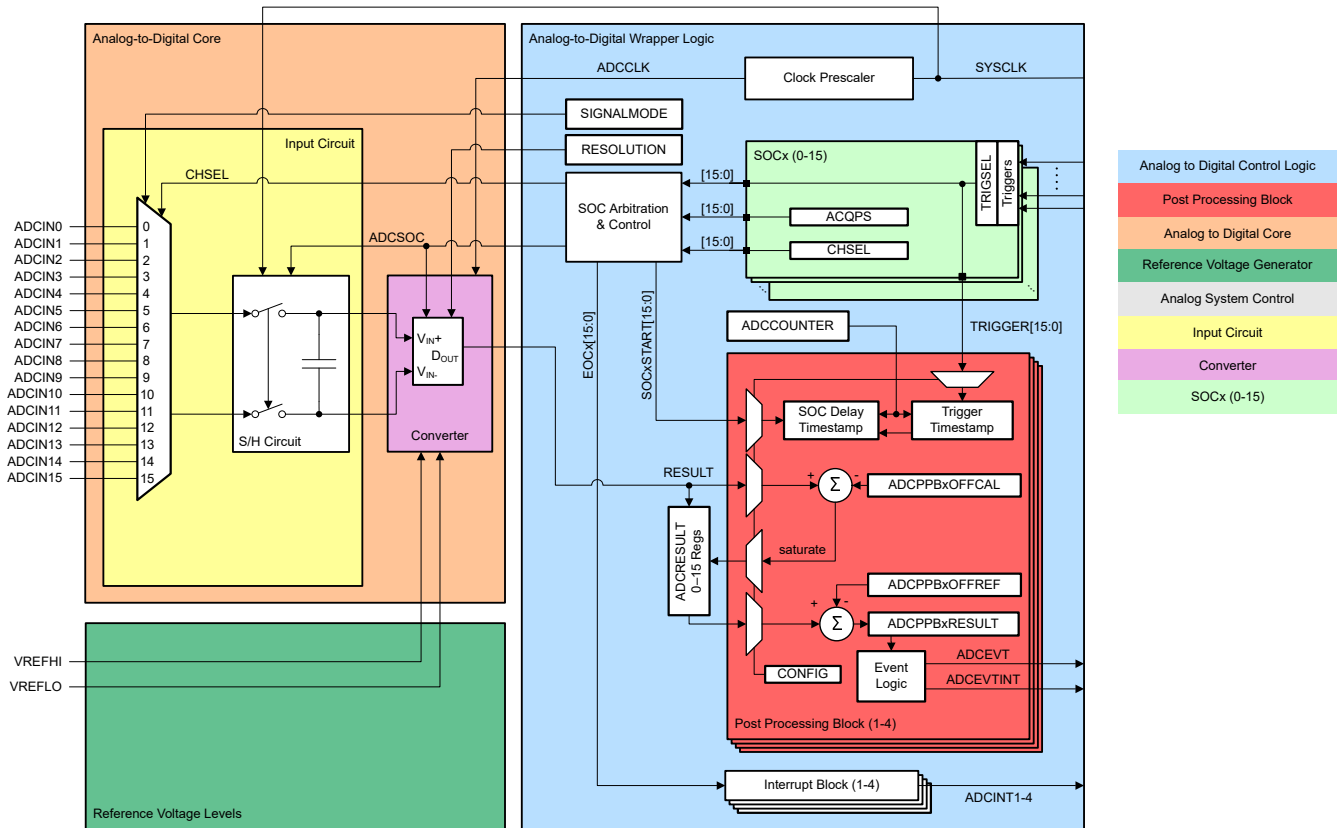 Analog-to-Digital Core
Analog-to-Digital Wrapper Logic
ADCCLK
Clock Prescaler
SYSCLK
SIGNALMODE
RESOLUTION
Input Circuit
CHSEL
SOC Arbitration
& Control
[15:0]
[15:0]
[15:0]
SOCx (0-15)
TRIGSEL
Triggers
ACQPS
CHSEL
ADCSOC
ADCIN0
ADCIN1
ADCIN2
ADCIN3
ADCIN4
ADCIN5
ADCIN6
ADCIN7
ADCIN8
ADCIN9
ADCIN10
ADCIN11
ADCIN12
ADCIN13
ADCIN14
ADCIN15
0
1
2
3
4
5
6
7
8
9
10
11
12
13
14
15
S/H Circuit
VIN+
DOUT
VIN-
Converter
EOCx[15:0]
SOCxSTART[15:0]
ADCCOUNTER
TRIGGER[15:0]
SOC Delay
Timestamp
Trigger
Timestamp
RESULT
+
Σ
-
ADCPPBxOFFCAL
saturate
ADCRESULT
0–15 Regs
ADCPPBxOFFREF
+
-
Σ
ADCPPBxRESULT
CONFIG
Event
Logic
ADCEVT
ADCEVTINT
Post Processing Block (1-4)
Interrupt Block (1-4)
ADCINT1-4
VREFHI
VREFLO
Reference Voltage Levels
Analog to Digital Control Logic
Post Processing Block
Analog to Digital Core
Reference Voltage Generator
Analog System Control
Input Circuit
Converter
SOCx (0-15)